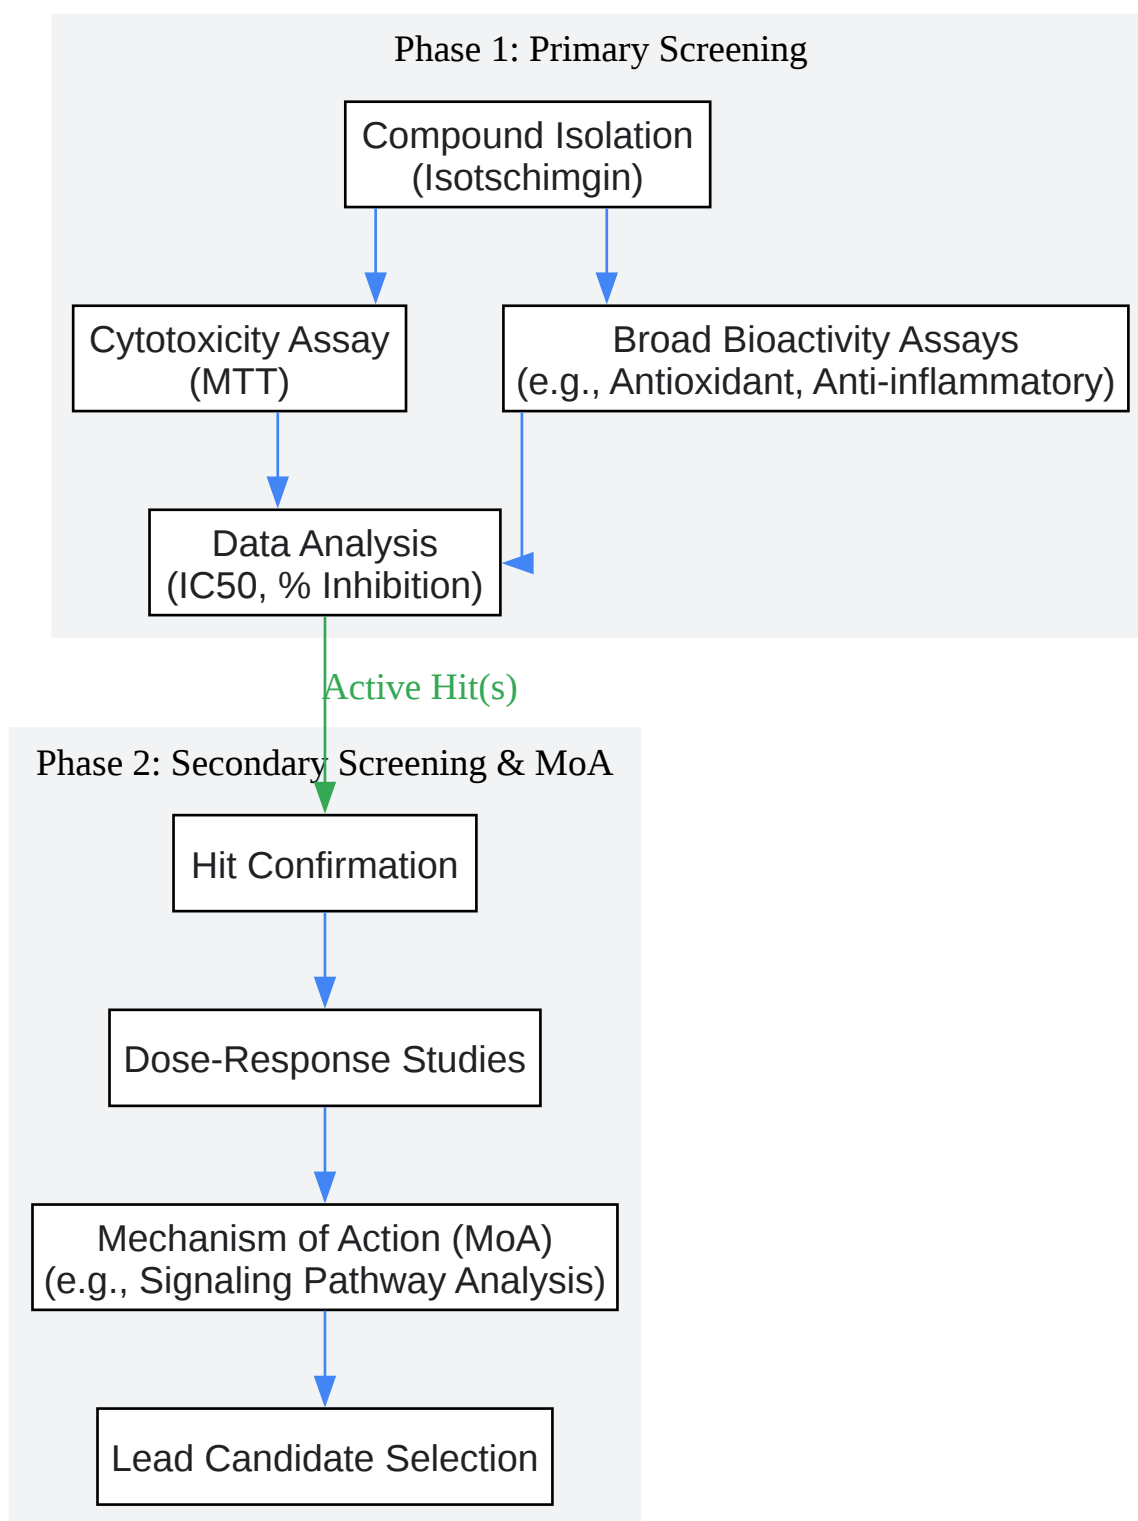 Phase 1: Primary Screening
Compound Isolation
(Isotschimgin)
Cytotoxicity Assay
(MTT)
Broad Bioactivity Assays
(e.g., Antioxidant, Anti-inflammatory)
Data Analysis
(IC50, % Inhibition)
Active Hit(s)
Phase 2: Secondary Screening & MoA
Hit Confirmation
Dose-Response Studies
Mechanism of Action (MoA)
(e.g., Signaling Pathway Analysis)
Lead Candidate Selection